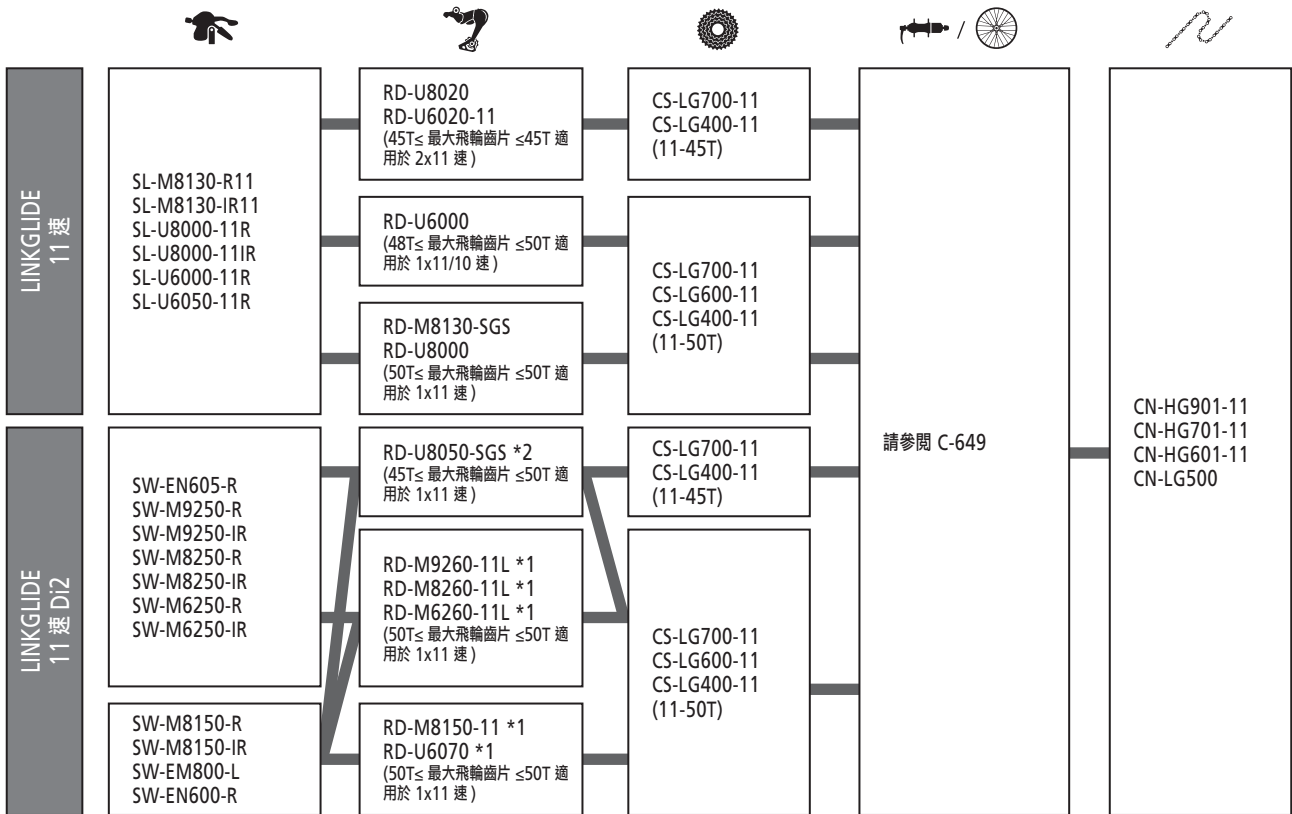 /
LINKGLIDE
11 速
SL-M8130-R11
SL-M8130-IR11
SL-U8000-11R
SL-U8000-11IR
SL-U6000-11R
SL-U6050-11R
RD-U8020
RD-U6020-11
(45T≤ 最大飛輪齒片 ≤45T 適
用於 2x11 速 )
RD-U6000
(48T≤ 最大飛輪齒片 ≤50T 適
用於 1x11/10 速 )
RD-M8130-SGS
RD-U8000
(50T≤ 最大飛輪齒片 ≤50T 適
用於 1x11 速 )
CS-LG700-11
CS-LG400-11
(11-45T)
CS-LG700-11
CS-LG600-11
CS-LG400-11
(11-50T)
LINKGLIDE
11 速 Di2
SW-EN605-R
SW-M9250-R
SW-M9250-IR
SW-M8250-R
SW-M8250-IR
SW-M6250-R
SW-M6250-IR
SW-M8150-R
SW-M8150-IR
SW-EM800-L
SW-EN600-R
RD-U8050-SGS *2
(45T≤ 最大飛輪齒片 ≤50T 適
用於 1x11 速 )
RD-M9260-11L *1
RD-M8260-11L *1
RD-M6260-11L *1
(50T≤ 最大飛輪齒片 ≤50T 適
用於 1x11 速 )
RD-M8150-11 *1
RD-U6070 *1
(50T≤ 最大飛輪齒片 ≤50T 適
用於 1x11 速 )
CS-LG700-11
CS-LG400-11
(11-45T)
CS-LG700-11
CS-LG600-11
CS-LG400-11
(11-50T)
請參閱 C-649
CN-HG901-11
CN-HG701-11
CN-HG601-11
CN-LG500